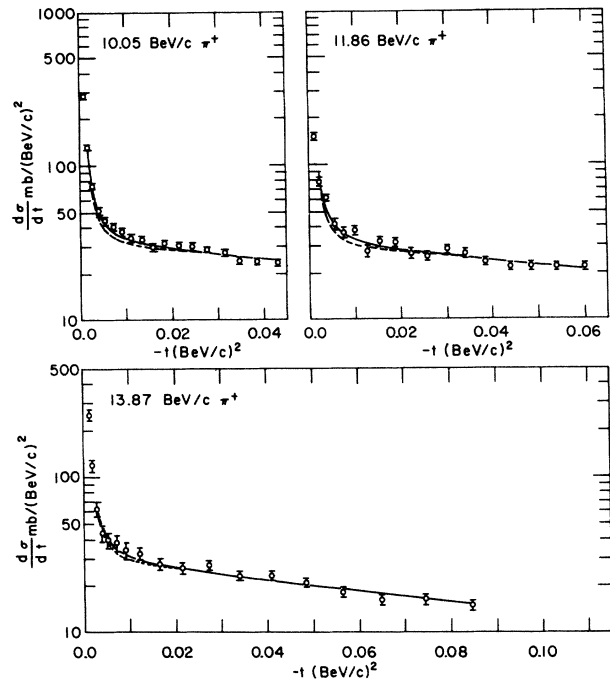 1000
500
100
50
10
dσ/dt mb/(BeV/c)²
10.05 BeV/c π⁺
0.0 0.02 0.04
-t (BeV/c)²
11.86 BeV/c π⁺
0.0 0.02 0.04 0.06
-t (BeV/c)²
500
100
50
10
dσ/dt mb/(BeV/c)²
13.87 BeV/c π⁺
0.0 0.02 0.04 0.06 0.08 0.10
-t (BeV/c)²